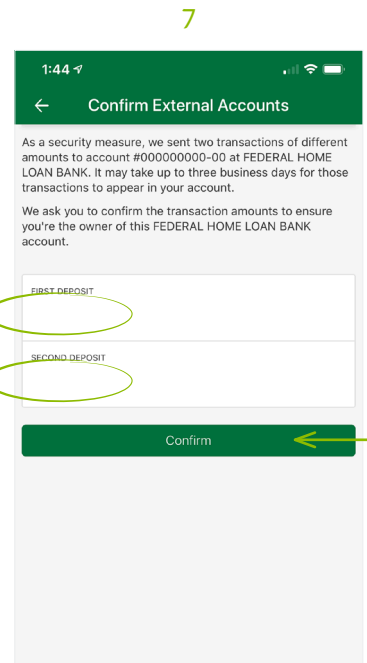 7
1:44
Confirm External Accounts
As a security measure, we sent two transactions of different
amounts to account #000000000-00 at FEDERAL HOME
LOAN BANK. It may take up to three business days for those
transactions to appear in your account.
We ask you to confirm the transaction amounts to ensure
you're the owner of this FEDERAL HOME LOAN BANK
account.
FIRST DEPOSIT
SECOND DEPOSIT
Confirm